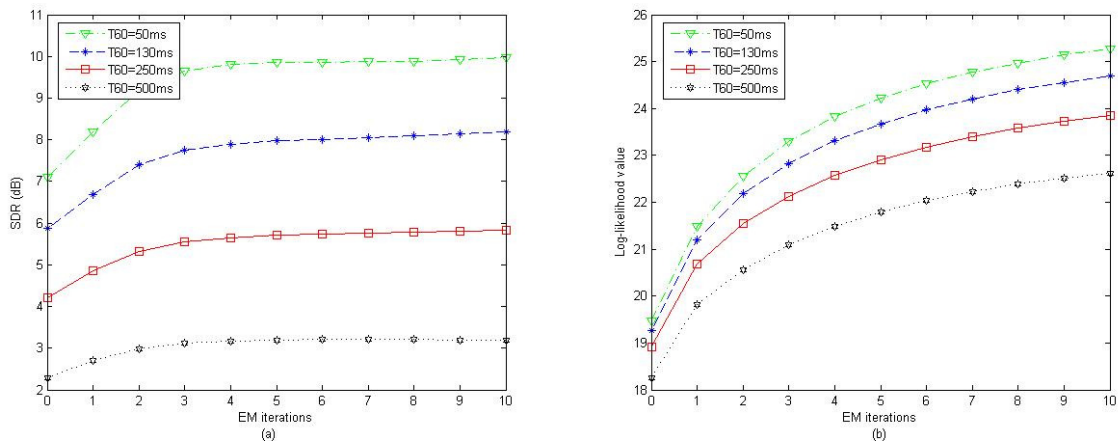 11
10
9
8
7
6
5
4
3
2
SDR (dB)
T60=50ms
T60=130ms
T60=250ms
T60=500ms
0 1 2 3 4 5 6 7 8 9 10
EM iterations
(a)
26
25
24
23
22
21
20
19
18
Log-likelihood value
T60=50ms
T60=130ms
T60=250ms
T60=500ms
0 1 2 3 4 5 6 7 8 9 10
EM iterations
(b)